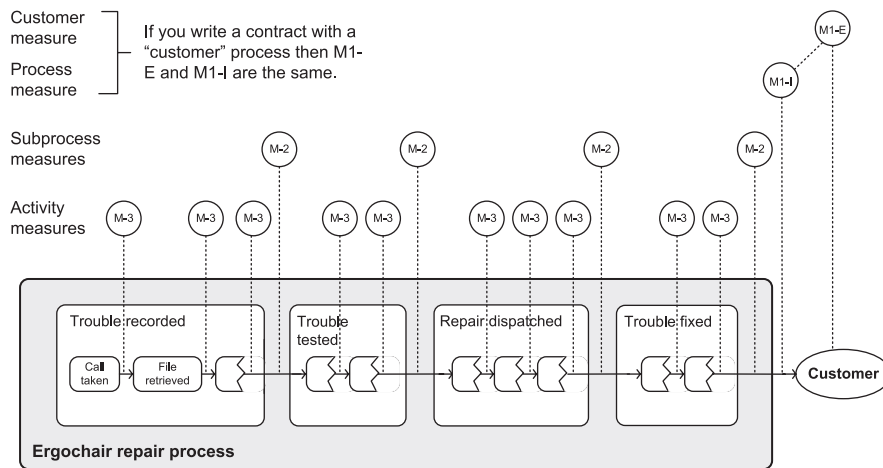 Customer
measure
Process
measure
If you write a contract with a
“customer” process then M1-
E and M1-I are the same.
M1-E
M1-I
Subprocess
measures
M-2
M-2
M-2
M-2
Activity
measures
M-3
M-3
M-3
M-3
M-3
M-3
M-3
M-3
M-3
M-3
Trouble recorded
Trouble
tested
Repair dispatched
Trouble fixed
Call
taken
File
retrieved
Customer
Ergochair repair process